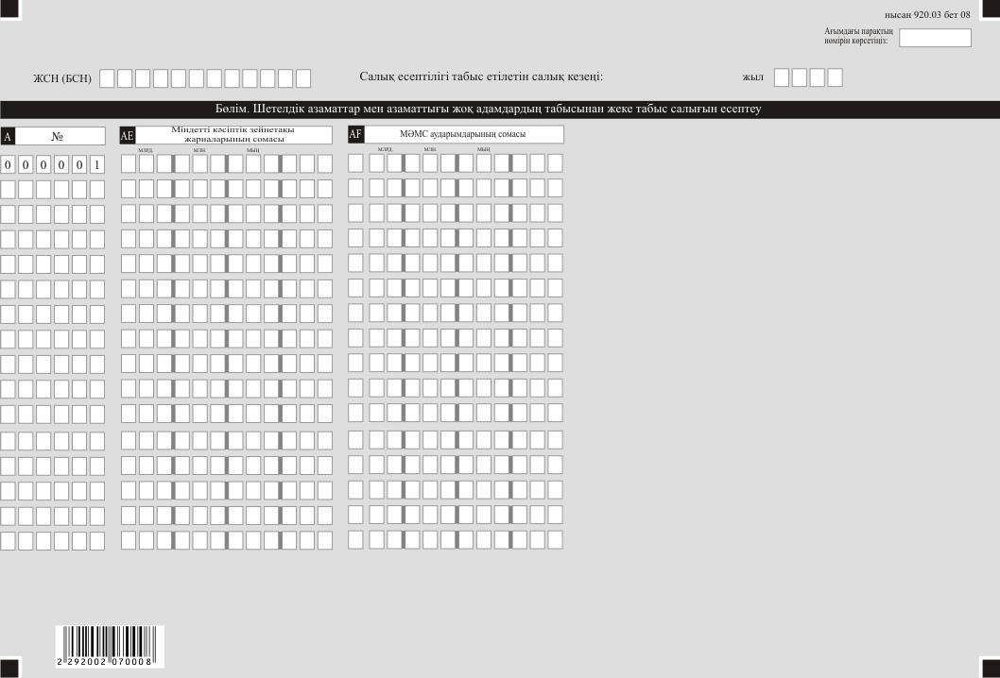 нысан 920.03 бет 08
Ағымдағы парақтың
нөмірін көрсетіңіз:
ЖСН (БСН)
Салық есептілігі табыс етілетін салық кезеңі:
жыл
Бөлім. Шетелдік азаматтар мен азаматтығы жоқ адамдардың табысынан жеке табыс салығын есептеу
A
№
AE
Міндетті кәсіптік зейнетақы
жарналарының сомасы
AF
МӘМС аударымдарының сомасы
МЛРД. МЛН. МЫҢ
МЛРД. МЛН. МЫҢ
0 0 0 0 0 1
2 292002 070008